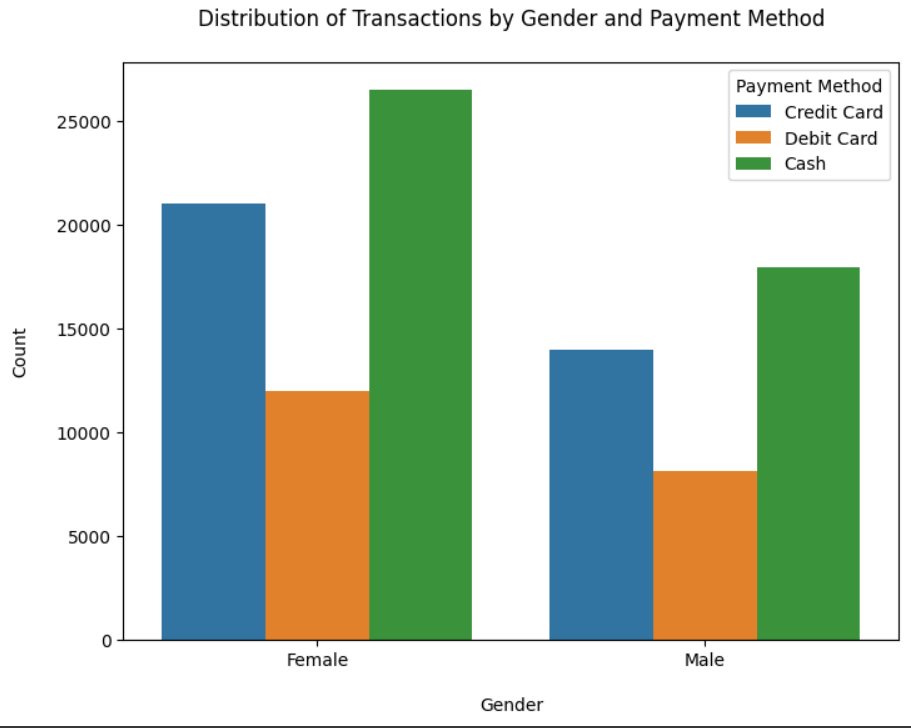 Distribution of Transactions by Gender and Payment Method
Payment Method
Credit Card
Debit Card
Cash
25000
20000
15000
10000
5000
0
Count
Female
Male
Gender